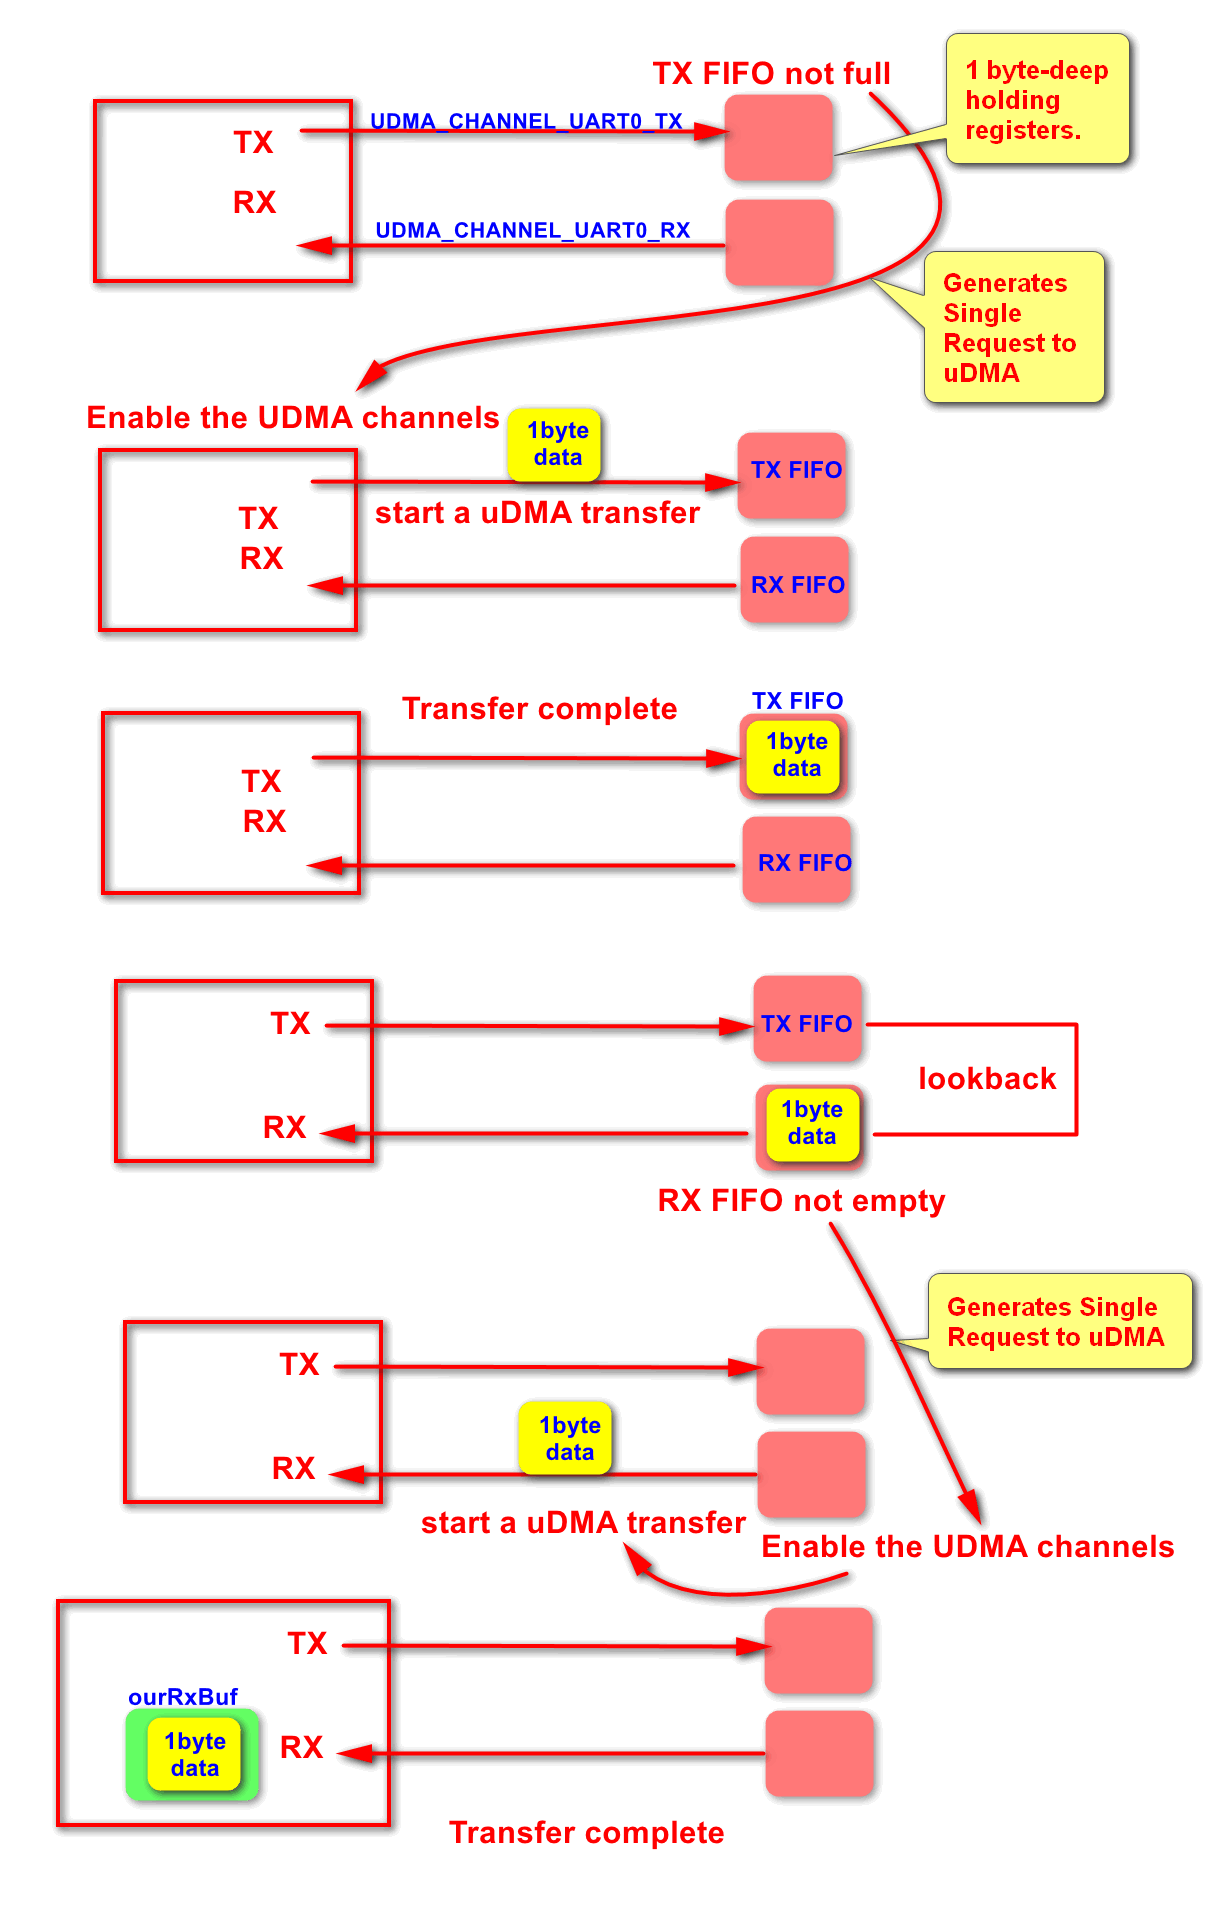 TX FIFO not full
1 byte-deep
holding
registers.
TX
UDMA_CHANNEL_UART0_TX
RX
UDMA_CHANNEL_UART0_RX
Generates
Single
Request to
uDMA
Enable the UDMA channels
1byte
data
TX FIFO
TX
start a uDMA transfer
RX
RX FIFO
Transfer complete
TX FIFO
1byte
data
TX
RX
RX FIFO
TX
TX FIFO
lookback
RX
1byte
data
RX FIFO not empty
Generates Single
Request to uDMA
TX
1byte
data
RX
start a uDMA transfer
Enable the UDMA channels
TX
ourRxBuf
1byte
data
RX
Transfer complete